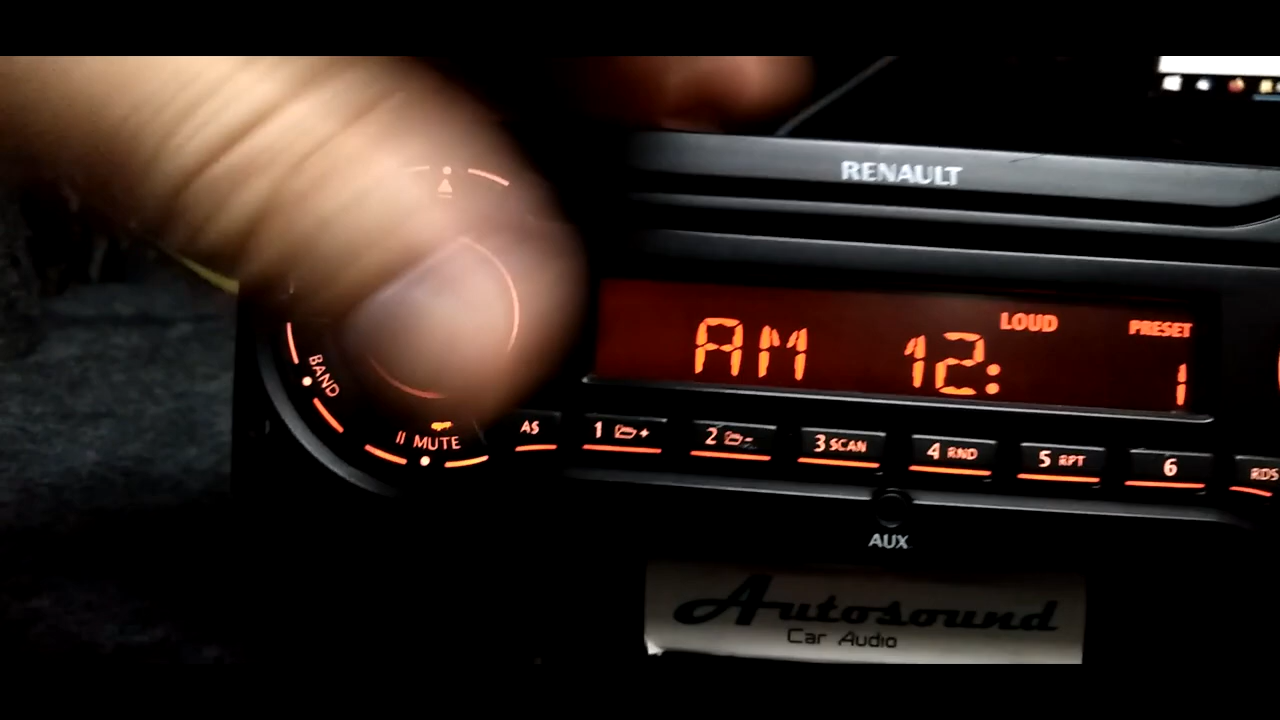 RENAULT
LOUD
PRESET
AM 12: 1
BAND
II MUTE
AS
1 +
2 -
3 SCAN
4 RND
5 RPT
6
RDS
AUX
Autosound
Car Audio